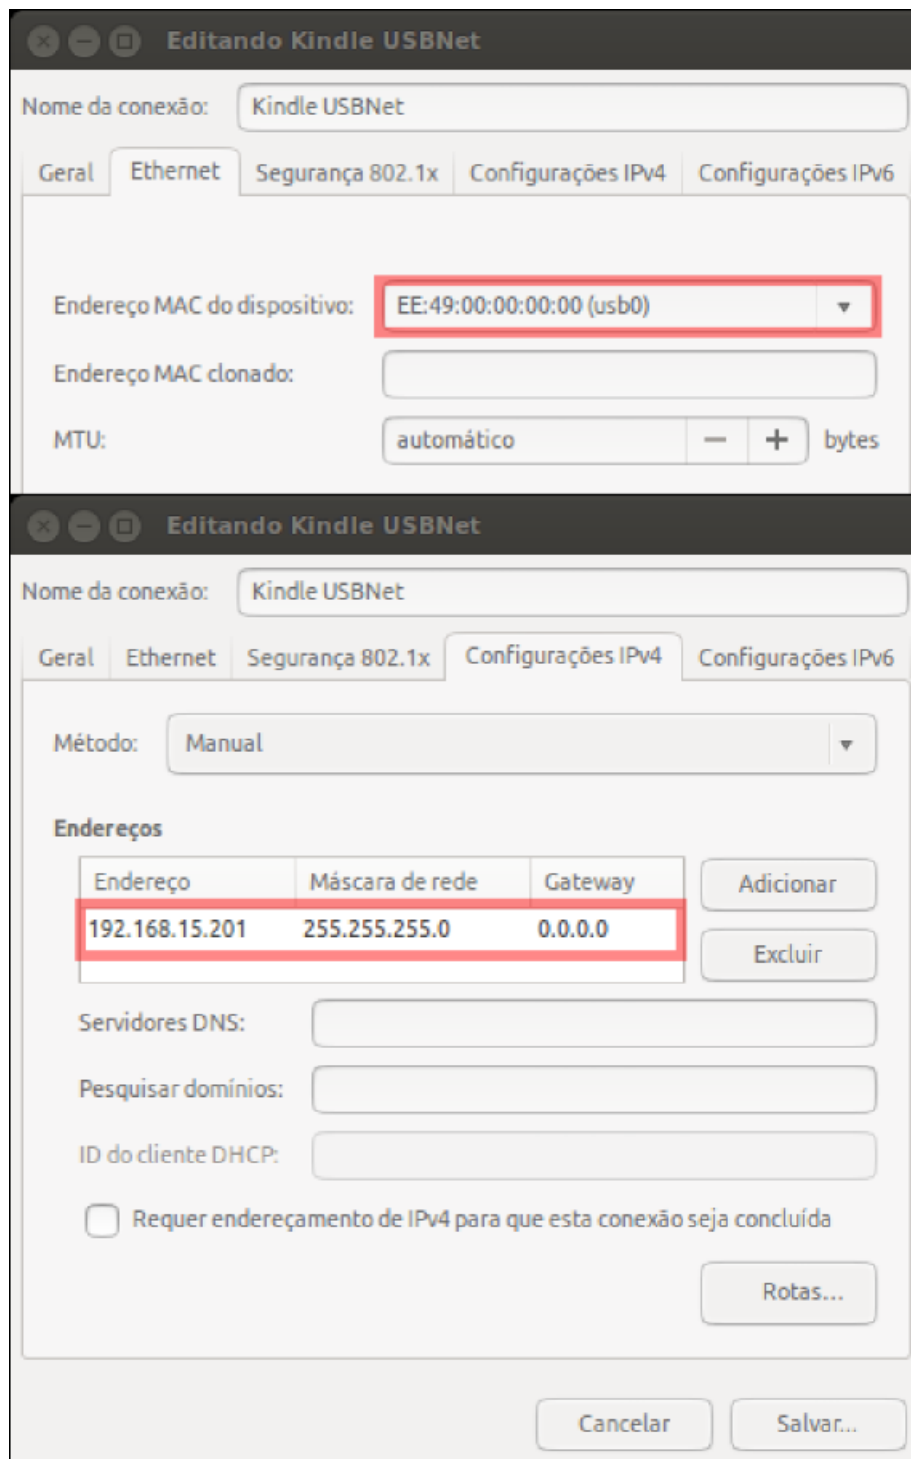 Editando Kindle USBNet
Nome da conexão: Kindle USBNet
Geral Ethernet Segurança 802.1x Configurações IPv4 Configurações IPv6
Endereço MAC do dispositivo: EE:49:00:00:00:00 (usb0)
Endereço MAC clonado:
MTU: automático − + bytes
Editando Kindle USBNet
Nome da conexão: Kindle USBNet
Geral Ethernet Segurança 802.1x Configurações IPv4 Configurações IPv6
Método: Manual
Endereços
Endereço Máscara de rede Gateway Adicionar
192.168.15.201 255.255.255.0 0.0.0.0
Excluir
Servidores DNS:
Pesquisar domínios:
ID do cliente DHCP:
Requer endereçamento de IPv4 para que esta conexão seja concluída
Rotas...
Cancelar Salvar...